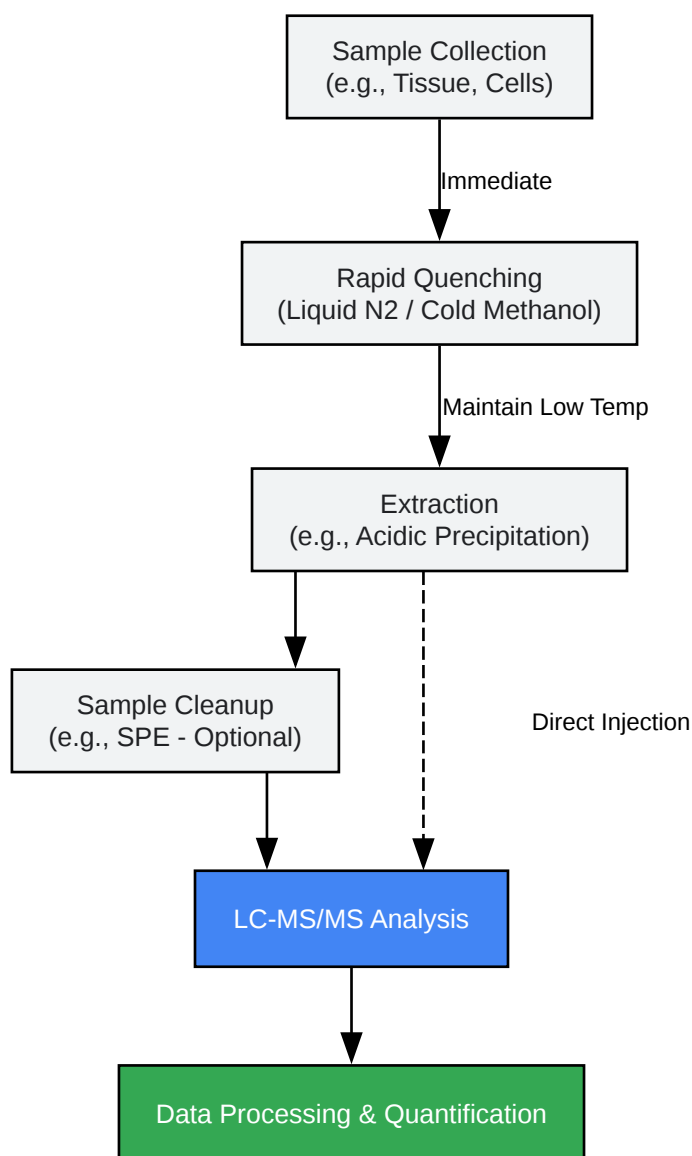 Sample Collection
(e.g., Tissue, Cells)
Immediate
Rapid Quenching
(Liquid N2 / Cold Methanol)
Maintain Low Temp
Extraction
(e.g., Acidic Precipitation)
Sample Cleanup
(e.g., SPE - Optional)
Direct Injection
LC-MS/MS Analysis
Data Processing & Quantification